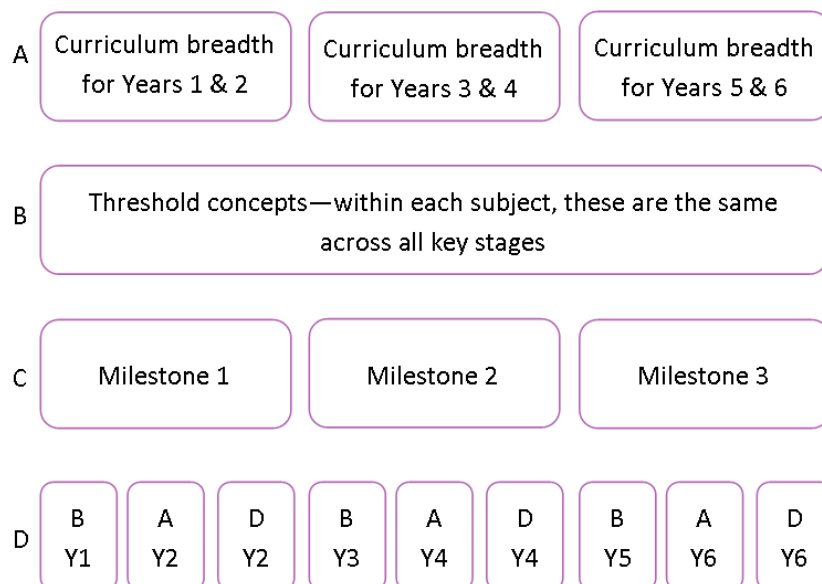 A
Curriculum breadth
for Years 1 & 2
Curriculum breadth
for Years 3 & 4
Curriculum breadth
for Years 5 & 6
B
Threshold concepts—within each subject, these are the same
across all key stages
C
Milestone 1
Milestone 2
Milestone 3
D
B
Y1
A
Y2
D
Y2
B
Y3
A
Y4
D
Y4
B
Y5
A
Y6
D
Y6